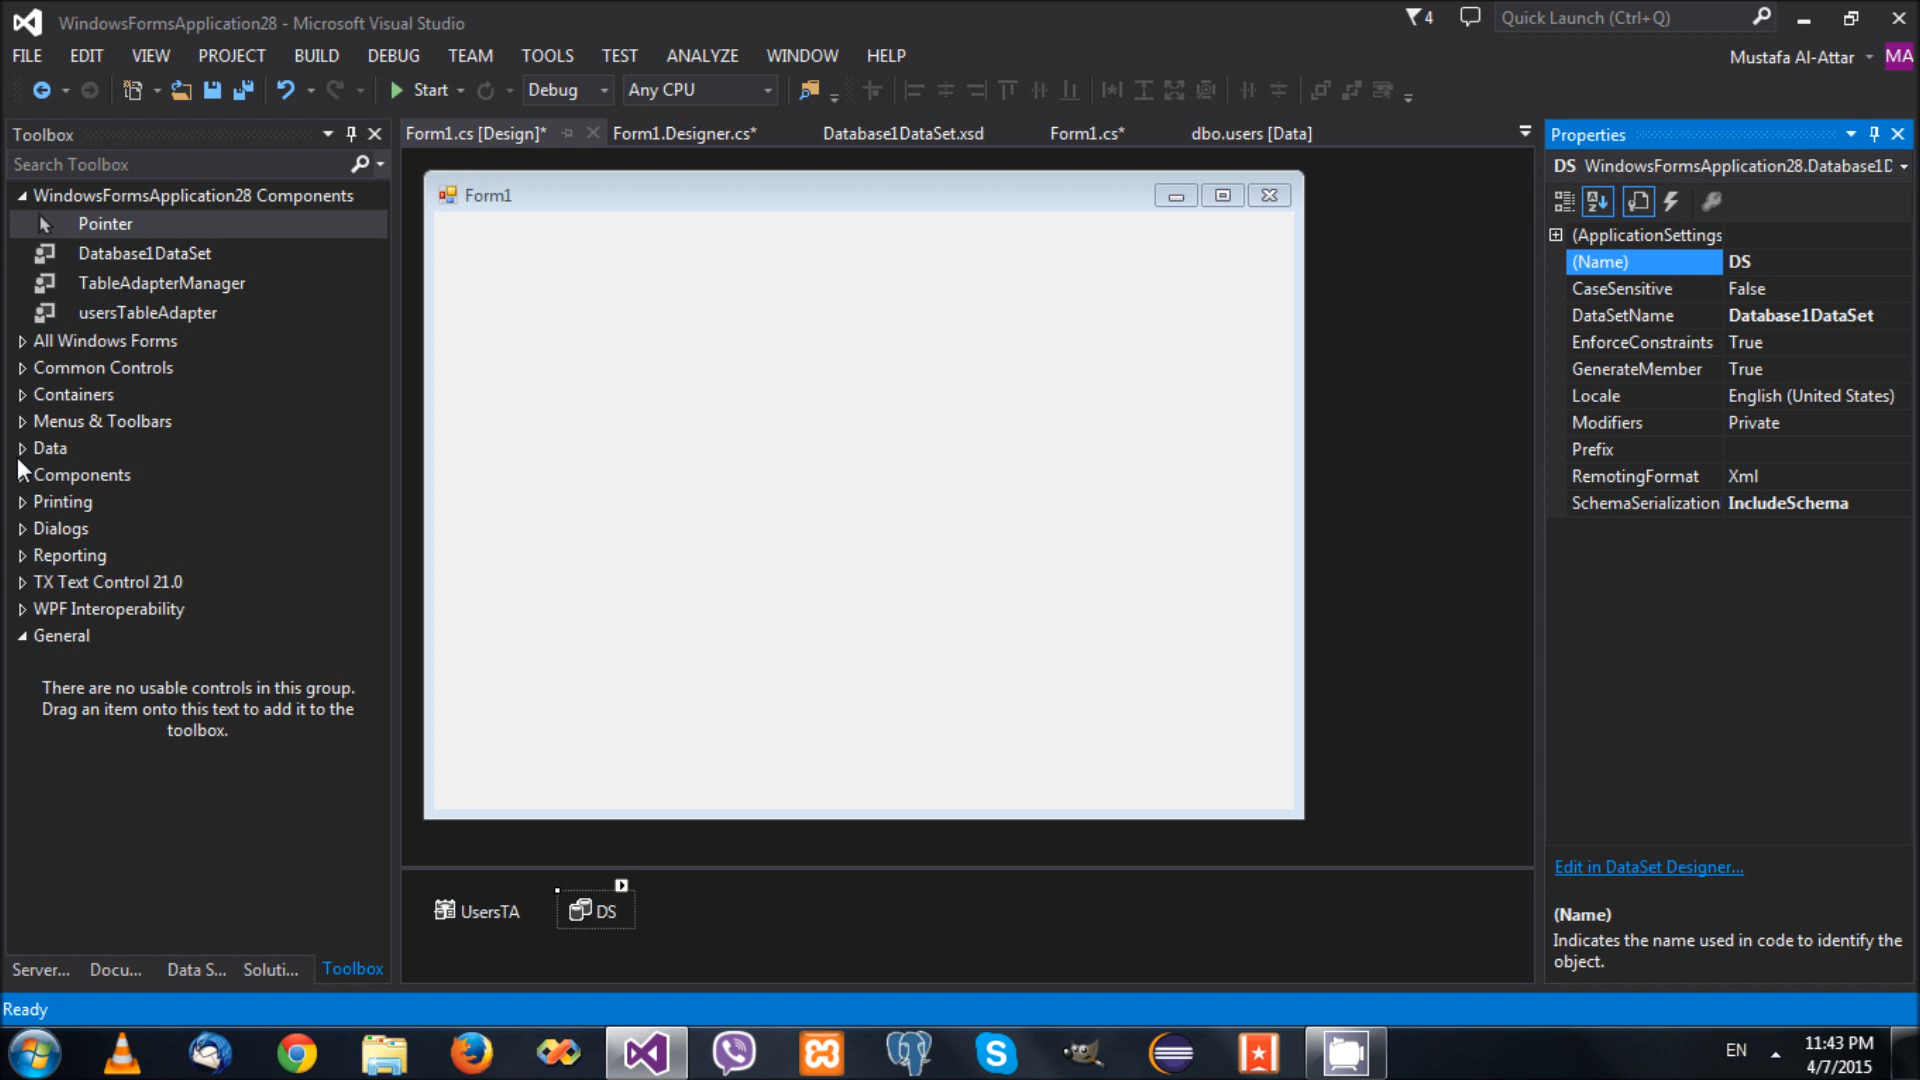 WindowsFormsApplication28 - Microsoft Visual Studio
4
Quick Launch (Ctrl+Q)
FILE EDIT VIEW PROJECT BUILD DEBUG TEAM TOOLS TEST ANALYZE WINDOW HELP
Mustafa Al-Attar
MA
Start
Debug
Any CPU
Toolbox
Search Toolbox
WindowsFormsApplication28 Components
Pointer
Database1DataSet
TableAdapterManager
usersTableAdapter
All Windows Forms
Common Controls
Containers
Menus & Toolbars
Data
Components
Printing
Dialogs
Reporting
TX Text Control 21.0
WPF Interoperability
General
There are no usable controls in this group.
Drag an item onto this text to add it to the
toolbox.
Server... Docu... Data S... Soluti... Toolbox
Form1.cs [Design]* Form1.Designer.cs* Database1DataSet.xsd Form1.cs* dbo.users [Data]
Form1
UsersTA
DS
Properties
DS WindowsFormsApplication28.Database1D
A
Z
(ApplicationSettings
(Name) DS
CaseSensitive False
DataSetName Database1DataSet
EnforceConstraints True
GenerateMember True
Locale English (United States)
Modifiers Private
Prefix
RemotingFormat Xml
SchemaSerialization IncludeSchema
Edit in DataSet Designer...
(Name)
Indicates the name used in code to identify the
object.
Ready
EN
11:43 PM
4/7/2015